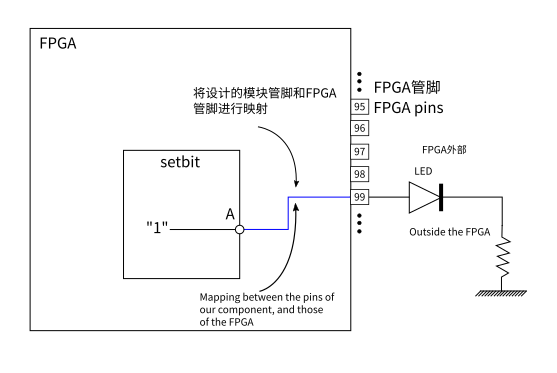 FPGA
将设计的模块管脚和FPGA
管脚进行映射
FPGA管脚
FPGA pins
95
96
97
98
99
FPGA外部
LED
Outside the FPGA
setbit
A
"1"
Mapping between the pins of
our component, and those
of the FPGA